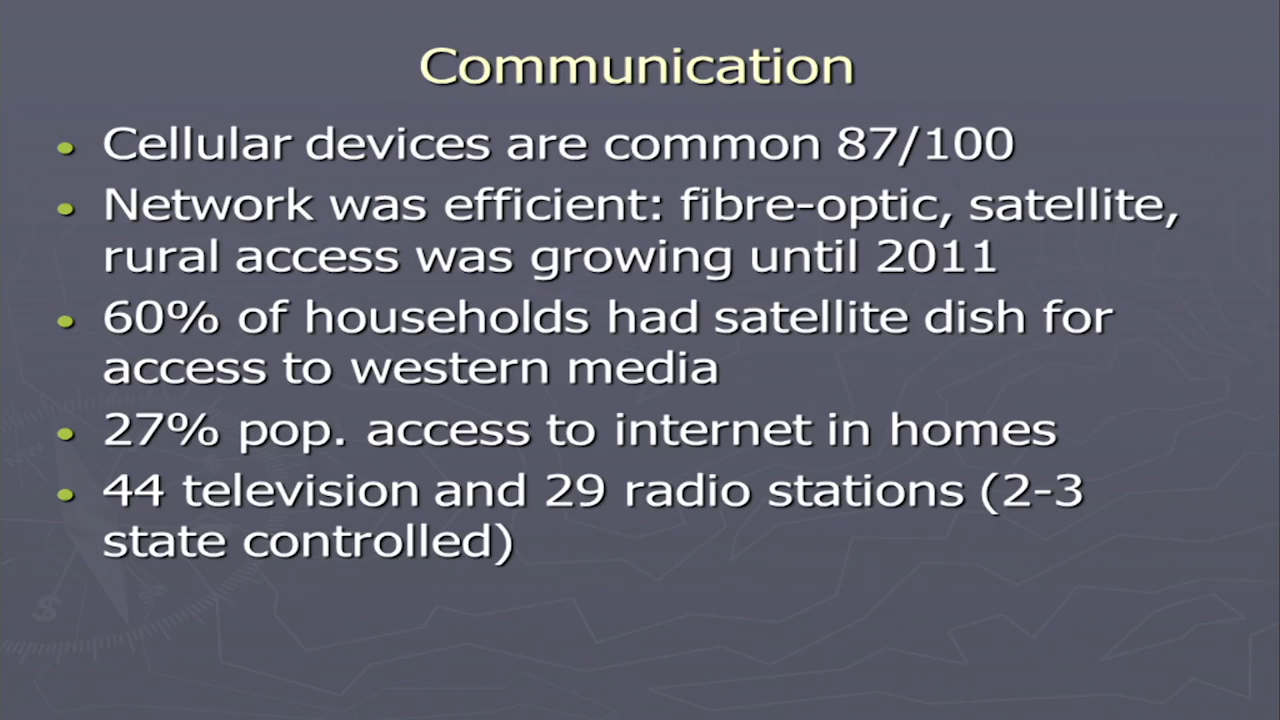 Communication
• Cellular devices are common 87/100
• Network was efficient: fibre-optic, satellite,
rural access was growing until 2011
• 60% of households had satellite dish for
access to western media
• 27% pop. access to internet in homes
• 44 television and 29 radio stations (2-3
state controlled)